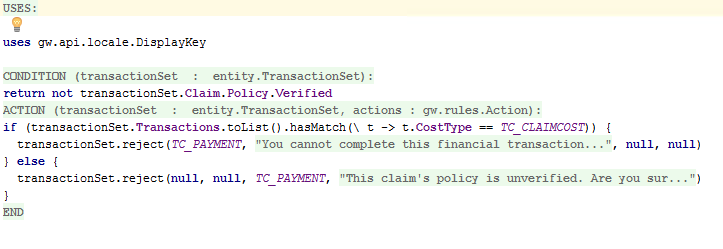 USES:
uses gw.api.locale.DisplayKey
CONDITION (transactionSet : entity.TransactionSet):
return not transactionSet.Claim.Policy.Verified
ACTION (transactionSet : entity.TransactionSet, actions : gw.rules.Action):
if (transactionSet.Transactions.toList().hasMatch(\ t -> t.CostType == TC_CLAIMCOST)) {
  transactionSet.reject(TC_PAYMENT, "You cannot complete this financial transaction...", null, null)
} else {
  transactionSet.reject(null, null, TC_PAYMENT, "This claim's policy is unverified. Are you sur...")
}
END